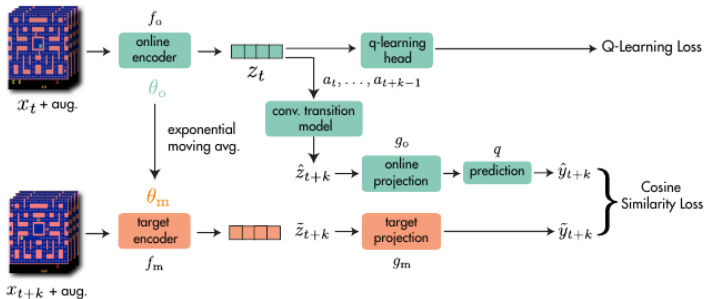 f_o
online
encoder
z_t
q-learning
head
Q-Learning Loss
x_t + aug.
θ_o
a_t, . . . , a_{t+k−1}
conv. transition
model
exponential
moving avg.
g_o
q
ẑ_{t+k}
online
projection
prediction
ŷ_{t+k}
Cosine
Similarity Loss
θ_m
target
encoder
z̃_{t+k}
target
projection
ỹ_{t+k}
f_m
g_m
x_{t+k} + aug.